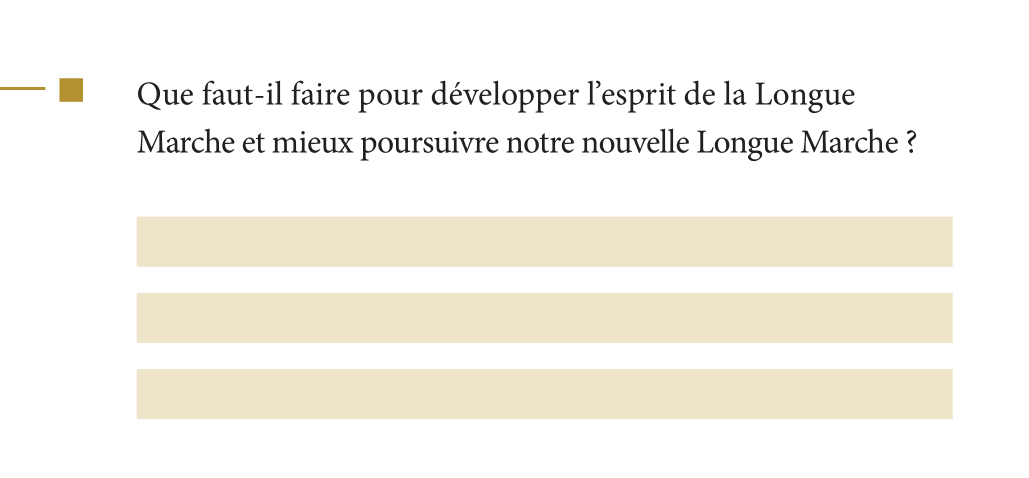 Que faut-il faire pour développer l’esprit de la Longue
Marche et mieux poursuivre notre nouvelle Longue Marche ?